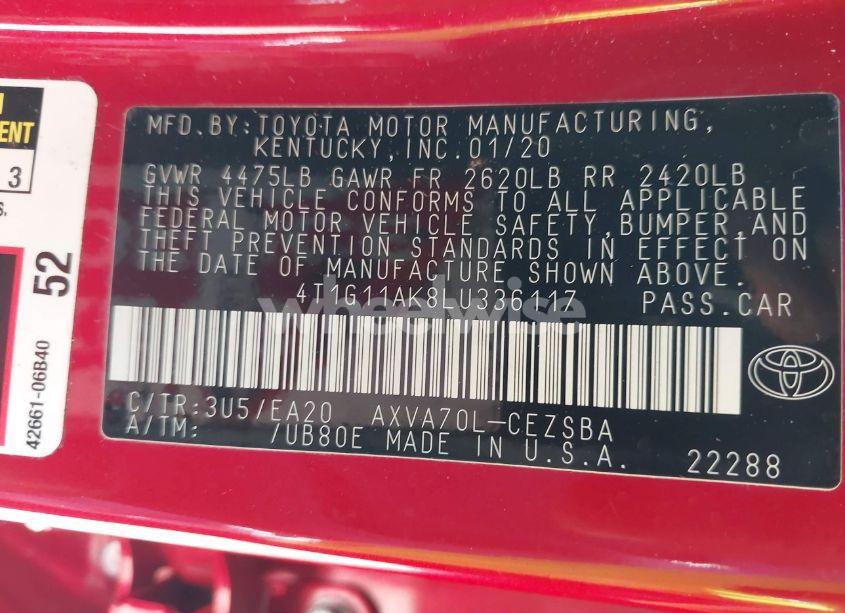 MENT
3
S.
52
42661-06B40
MFD.BY:TOYOTA MOTOR MANUFACTURING,
KENTUCKY,INC.01/20
GVWR 4475LB GAWR FR 2620LB RR 2420LB
THIS VEHICLE CONFORMS TO ALL APPLICABLE
FEDERAL MOTOR VEHICLE SAFETY,BUMPER,AND
THEFT PREVENTION STANDARDS IN EFFECT ON
THE DATE OF MANUFACTURE SHOWN ABOVE.
4T1G11AK8LU336117 PASS.CAR
wheelwise
C/TR:3U5/EA20 AXVA70L-CEZSBA
A/TM: /UB80E MADE IN U.S.A. 22288